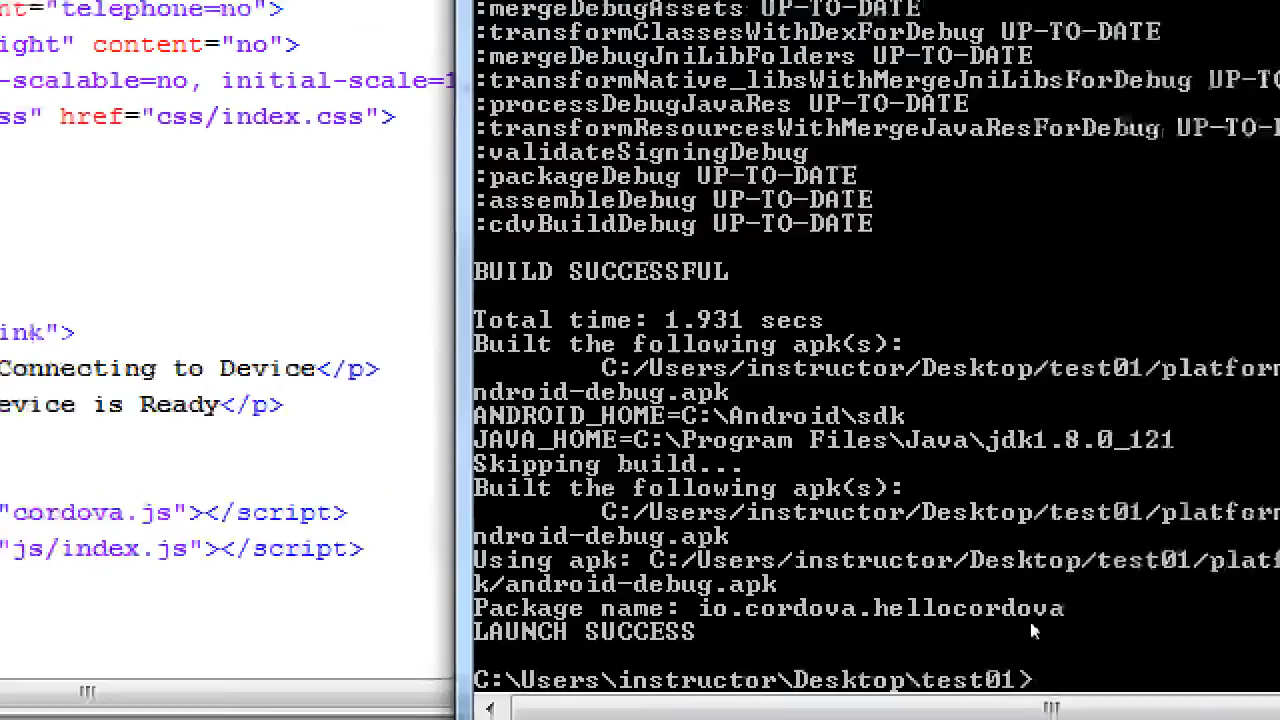 nt="telephone=no">
ight" content="no">
-scalable=no, initial-scale=1
ss" href="css/index.css">
ink">
Connecting to Device</p>
evice is Ready</p>
"cordova.js"></script>
"js/index.js"></script>
:mergeDebugAssets UP-TO-DATE
:transformClassesWithDexForDebug UP-TO-DATE
:mergeDebugJniLibFolders UP-TO-DATE
:transformNative_libsWithMergeJniLibsForDebug UP-TO
:processDebugJavaRes UP-TO-DATE
:transformResourcesWithMergeJavaResForDebug UP-TO-D
:validateSigningDebug
:packageDebug UP-TO-DATE
:assembleDebug UP-TO-DATE
:cdvBuildDebug UP-TO-DATE
BUILD SUCCESSFUL
Total time: 1.931 secs
Built the following apk(s):
C:/Users/instructor/Desktop/test01/platform
ndroid-debug.apk
ANDROID_HOME=C:\Android\sdk
JAVA_HOME=C:\Program Files\Java\jdk1.8.0_121
Skipping build...
Built the following apk(s):
C:/Users/instructor/Desktop/test01/platform
ndroid-debug.apk
Using apk: C:/Users/instructor/Desktop/test01/platf
k/android-debug.apk
Package name: io.cordova.hellocordova
LAUNCH SUCCESS
C:\Users\instructor\Desktop\test01>